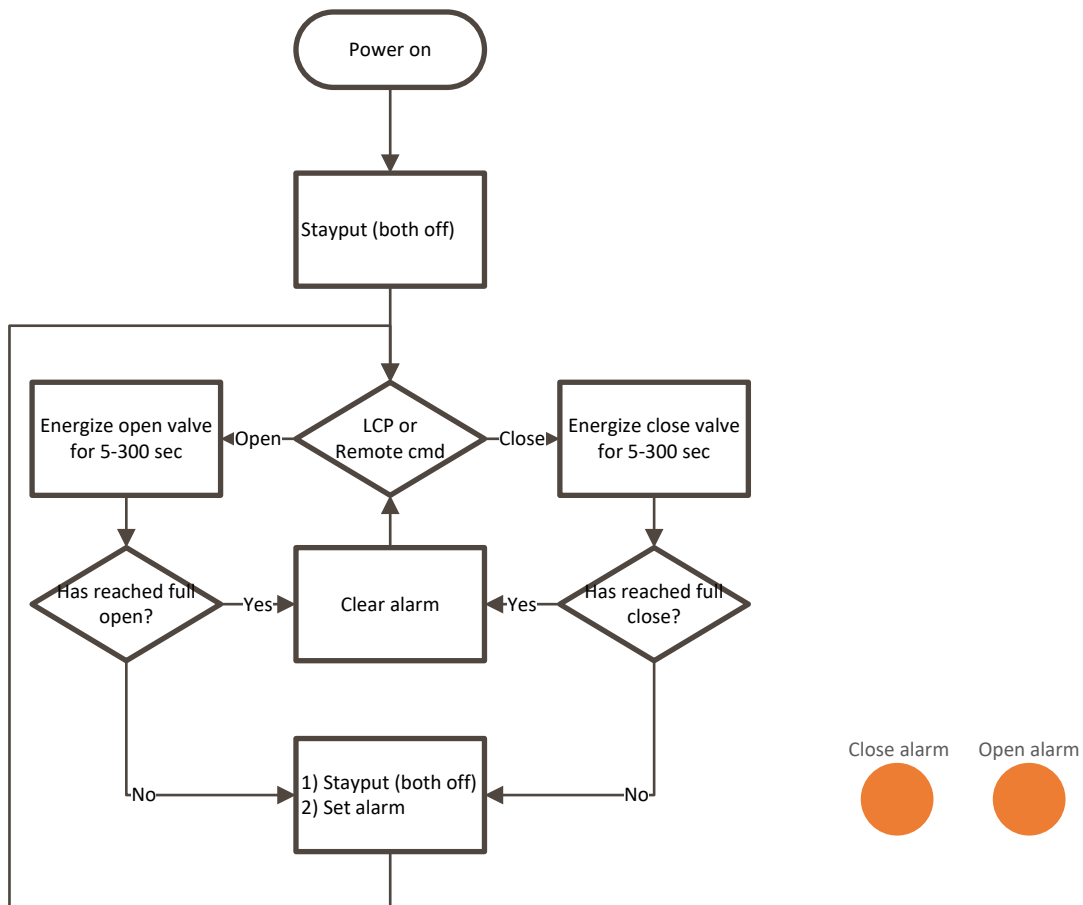 Power on
Stayput (both off)
LCP or
Remote cmd
Open
Close
Energize open valve
for 5-300 sec
Energize close valve
for 5-300 sec
Has reached full
open?
Yes
Clear alarm
Yes
Has reached full
close?
No
1) Stayput (both off)
2) Set alarm
No
Close alarm
Open alarm